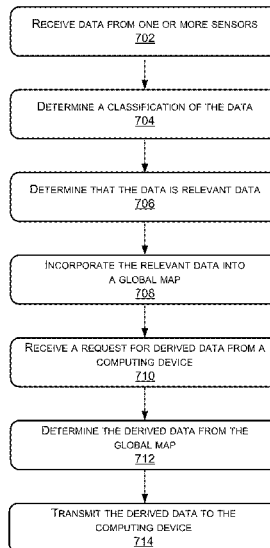 RECEIVE DATA FROM ONE OR MORE SENSORS
702
DETERMINE A CLASSIFICATION OF THE DATA
704
DETERMINE THAT THE DATA IS RELEVANT DATA
706
INCORPORATE THE RELEVANT DATA INTO
A GLOBAL MAP
708
RECEIVE A REQUEST FOR DERIVED DATA FROM A
COMPUTING DEVICE
710
DETERMINE THE DERIVED DATA FROM THE
GLOBAL MAP
712
TRANSMIT THE DERIVED DATA TO THE
COMPUTING DEVICE
714